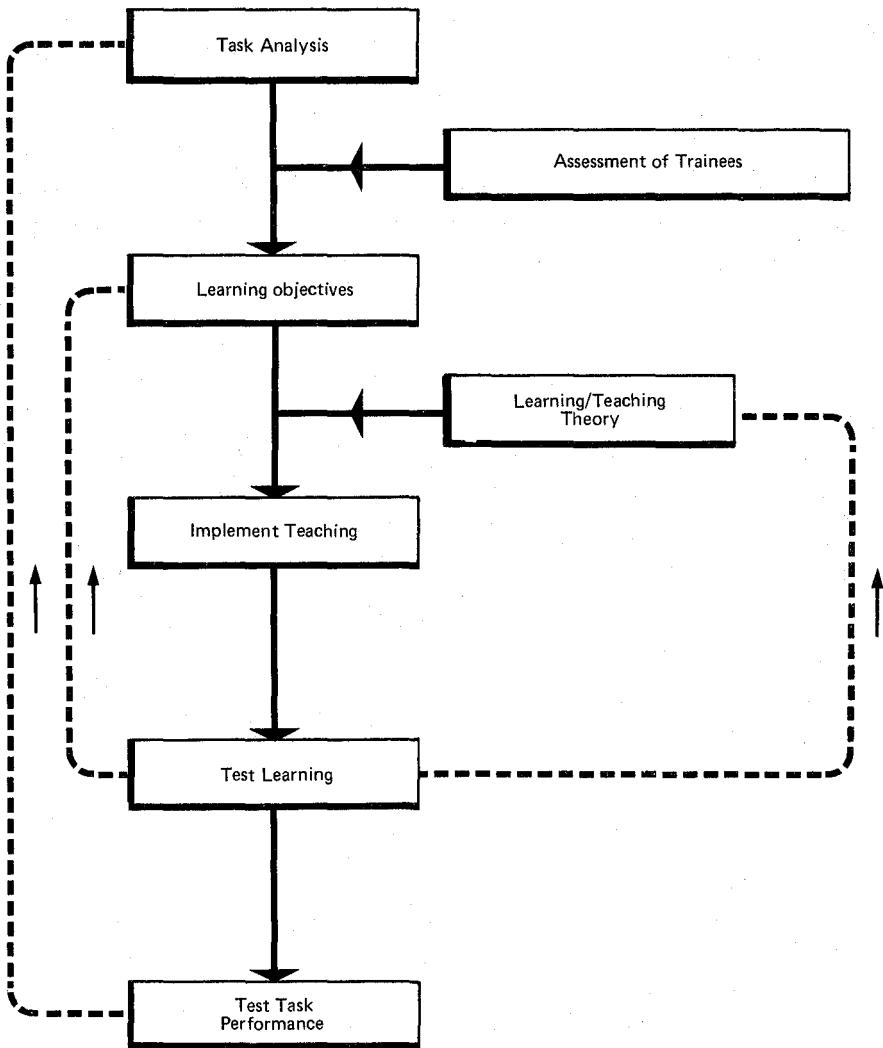 Task Analysis
Assessment of Trainees
Learning objectives
Learning/Teaching
Theory
Implement Teaching
Test Learning
Test Task
Performance